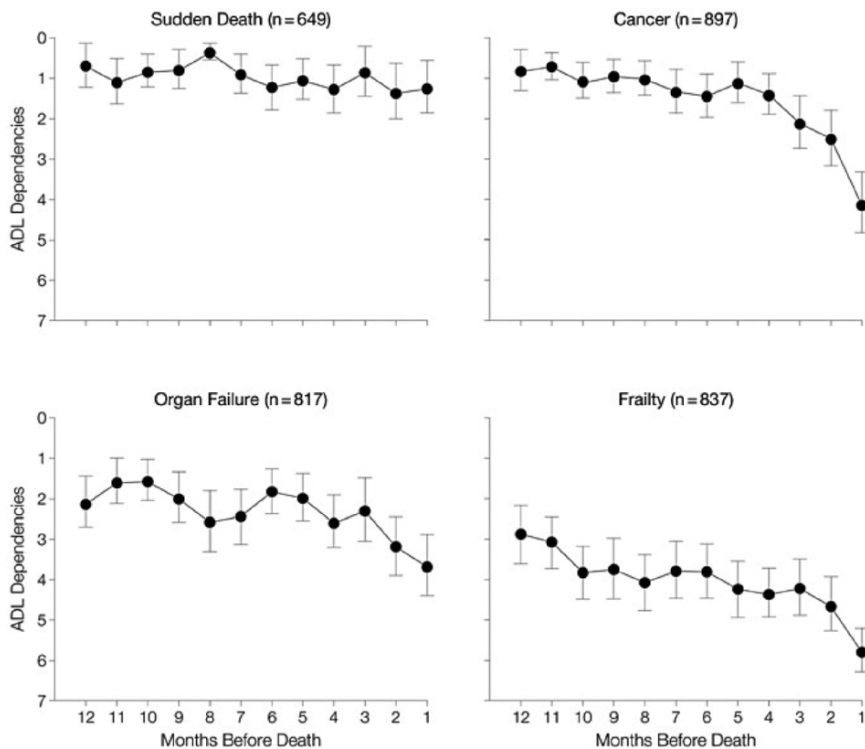 Sudden Death (n=649)
0
1
2
3
4
5
6
7
ADL Dependencies
Cancer (n=897)
Organ Failure (n=817)
0
1
2
3
4
5
6
7
ADL Dependencies
12 11 10 9 8 7 6 5 4 3 2 1
Months Before Death
Frailty (n=837)
12 11 10 9 8 7 6 5 4 3 2 1
Months Before Death